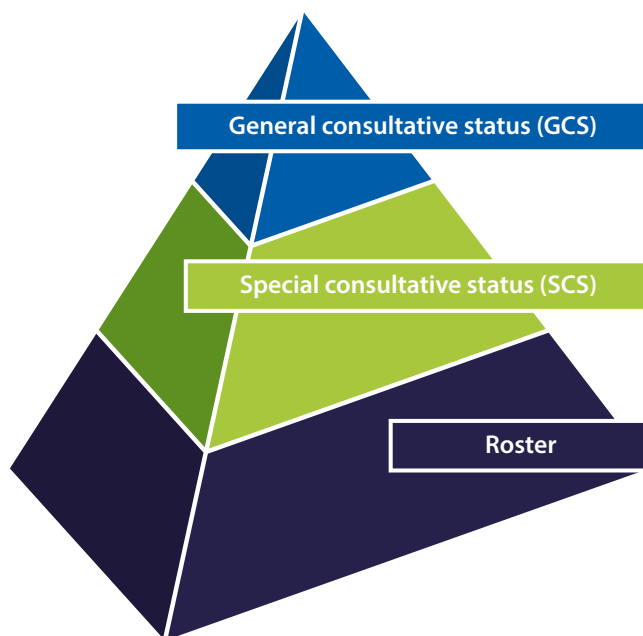 General consultative status (GCS)
Special consultative status (SCS)
Roster